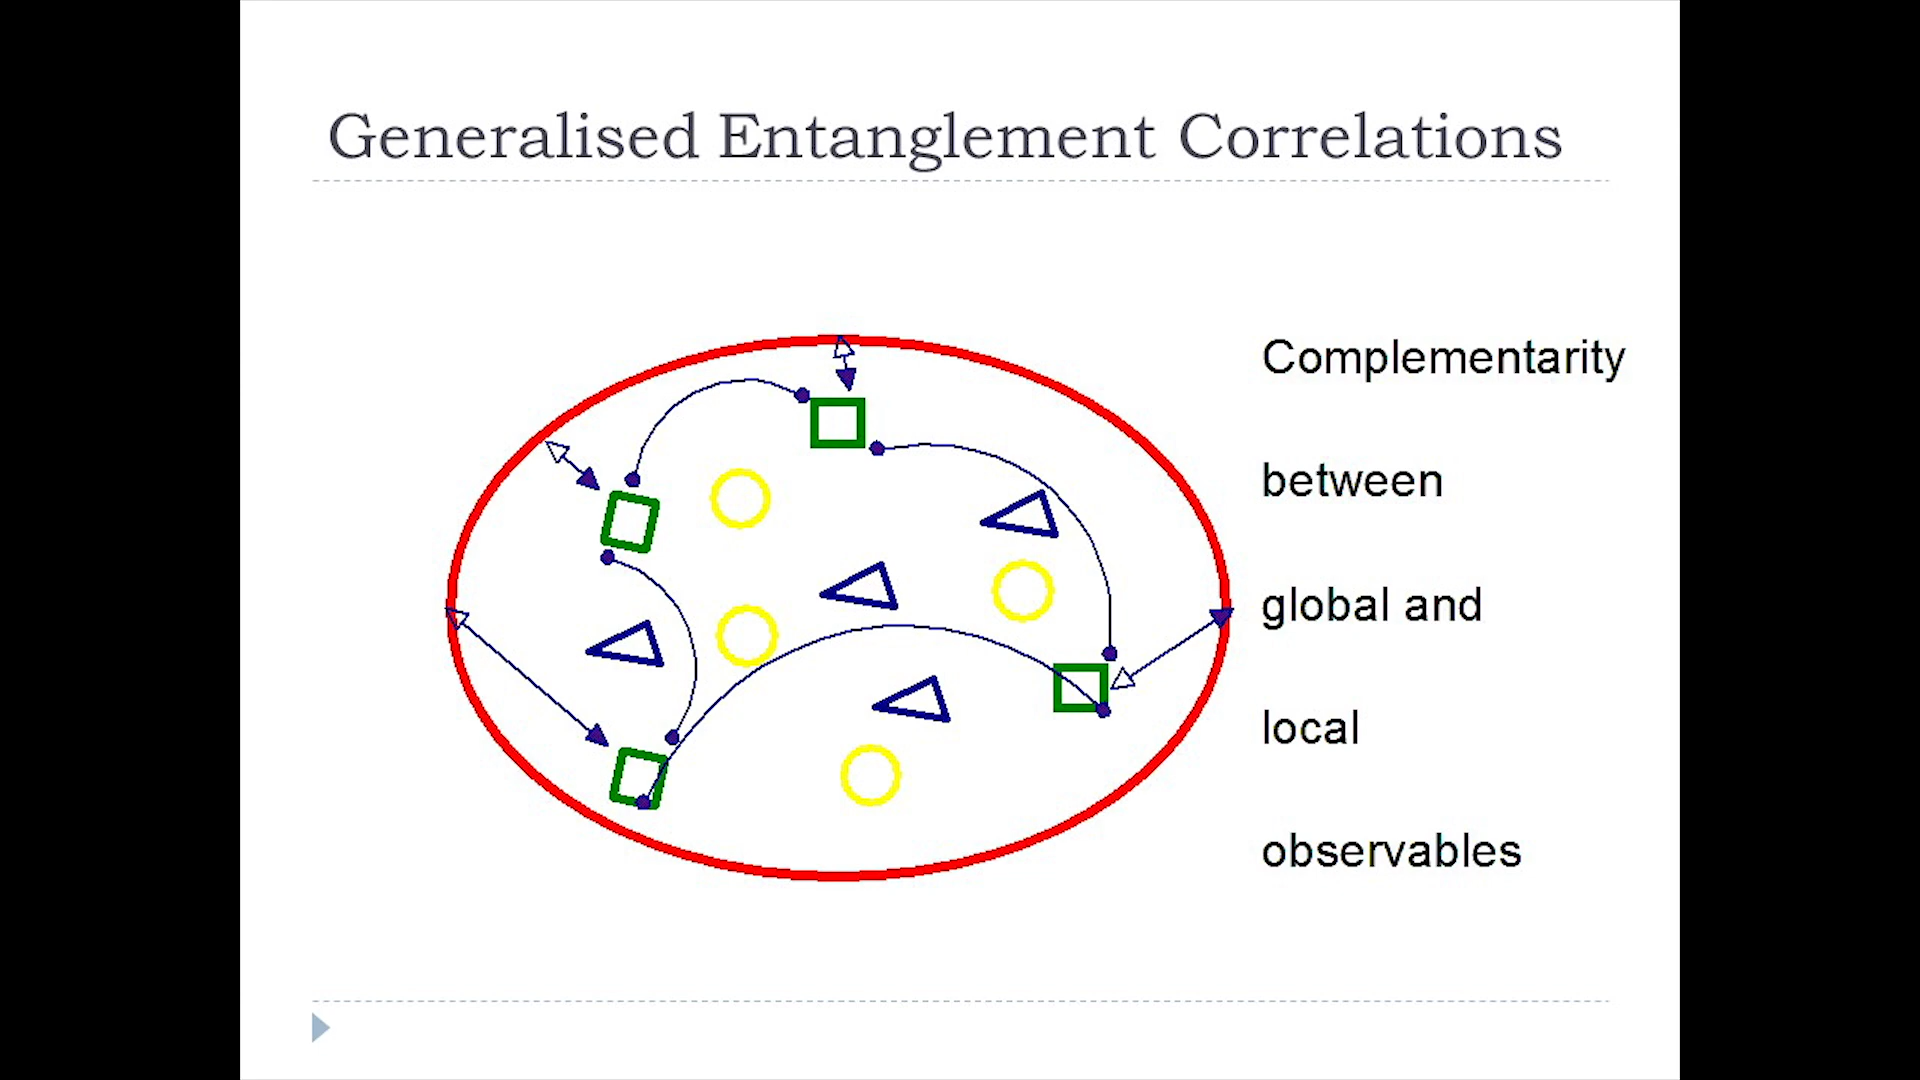 Generalised Entanglement Correlations
Complementarity
between
global and
local
observables